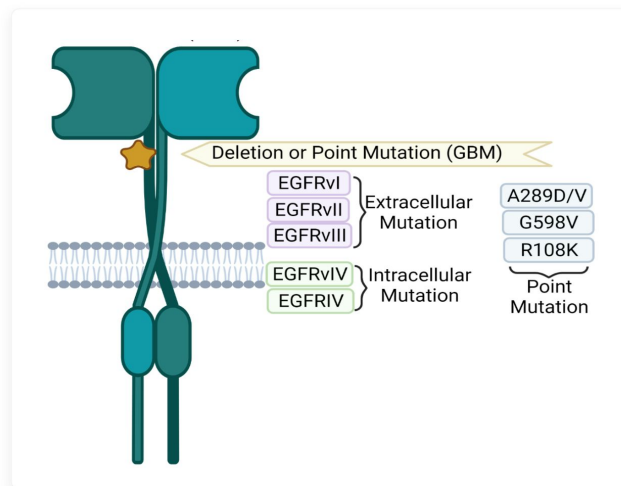 Deletion or Point Mutation (GBM)
EGFRvI
EGFRvII
EGFRvIII
Extracellular
Mutation
EGFRvIV
EGFRIV
Intracellular
Mutation
A289D/V
G598V
R108K
Point
Mutation